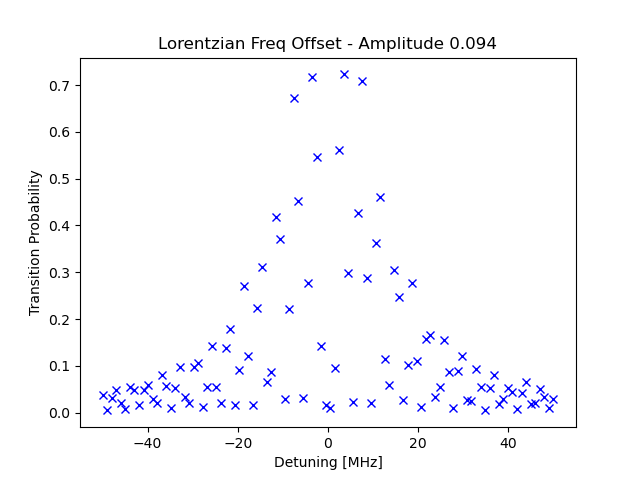 Lorentzian Freq Offset - Amplitude 0.094
Transition Probability
0.7
0.6
0.5
0.4
0.3
0.2
0.1
0.0
−40 −20 0 20 40
Detuning [MHz]